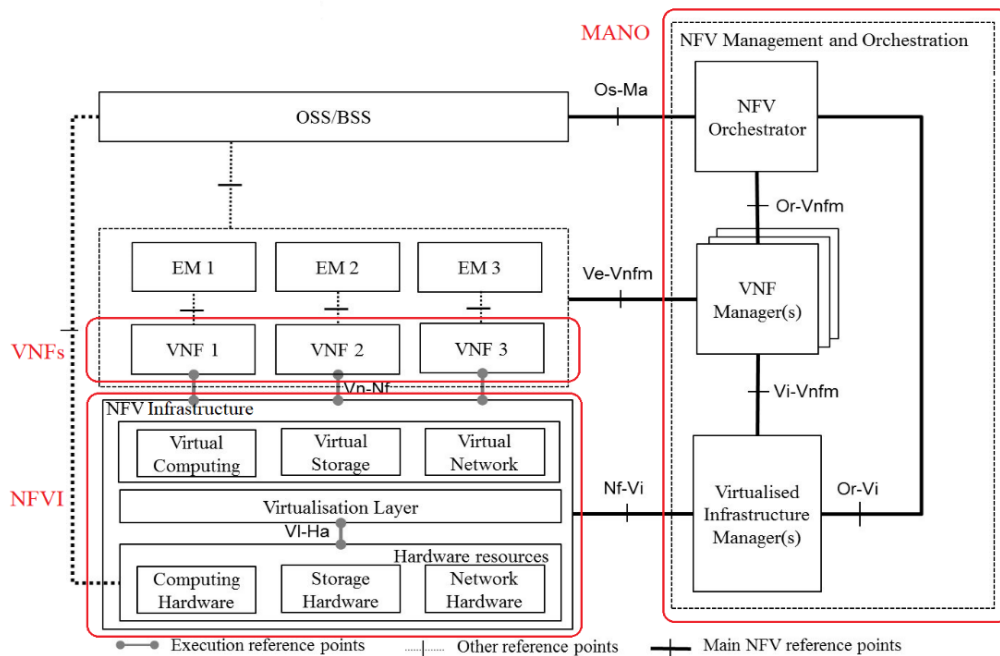 MANO
NFV Management and Orchestration
Os-Ma
OSS/BSS
NFV
Orchestrator
Or-Vnfm
EM 1
EM 2
EM 3
Ve-Vnfm
VNF
Manager(s)
VNFs
VNF 1
VNF 2
VNF 3
Vn-Nf
Vi-Vnfm
NFV Infrastructure
Virtual
Computing
Virtual
Storage
Virtual
Network
NFVI
Nf-Vi
Virtualised
Infrastructure
Manager(s)
Or-Vi
Virtualisation Layer
Vl-Ha
Hardware resources
Computing
Hardware
Storage
Hardware
Network
Hardware
Execution reference points
Other reference points
Main NFV reference points